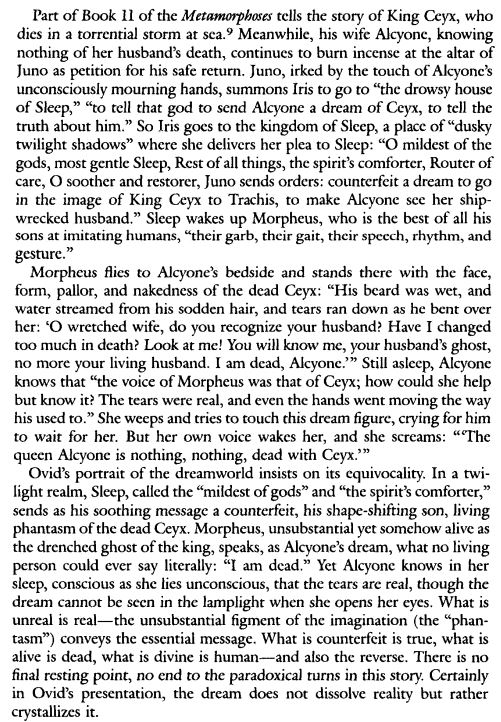 Part of Book 11 of the Metamorphoses tells the story of King Ceyx, who
dies in a torrential storm at sea.⁹ Meanwhile, his wife Alcyone, knowing
nothing of her husband's death, continues to burn incense at the altar of
Juno as petition for his safe return. Juno, irked by the touch of Alcyone's
unconsciously mourning hands, summons Iris to go to “the drowsy house
of Sleep,” “to tell that god to send Alcyone a dream of Ceyx, to tell the
truth about him.” So Iris goes to the kingdom of Sleep, a place of “dusky
twilight shadows” where she delivers her plea to Sleep: “O mildest of the
gods, most gentle Sleep, Rest of all things, the spirit's comforter, Router of
care, O soother and restorer, Juno sends orders: counterfeit a dream to go
in the image of King Ceyx to Trachis, to make Alcyone see her ship-
wrecked husband.” Sleep wakes up Morpheus, who is the best of all his
sons at imitating humans, “their garb, their gait, their speech, rhythm, and
gesture.”
Morpheus flies to Alcyone's bedside and stands there with the face,
form, pallor, and nakedness of the dead Ceyx: “His beard was wet, and
water streamed from his sodden hair, and tears ran down as he bent over
her: ‘O wretched wife, do you recognize your husband? Have I changed
too much in death? Look at me! You will know me, your husband's ghost,
no more your living husband. I am dead, Alcyone.’” Still asleep, Alcyone
knows that “the voice of Morpheus was that of Ceyx; how could she help
but know it? The tears were real, and even the hands went moving the way
his used to.” She weeps and tries to touch this dream figure, crying for him
to wait for her. But her own voice wakes her, and she screams: “‘The
queen Alcyone is nothing, nothing, dead with Ceyx.’”
Ovid's portrait of the dreamworld insists on its equivocality. In a twi-
light realm, Sleep, called the “mildest of gods” and “the spirit's comforter,”
sends as his soothing message a counterfeit, his shape-shifting son, living
phantasm of the dead Ceyx. Morpheus, unsubstantial yet somehow alive as
the drenched ghost of the king, speaks, as Alcyone's dream, what no living
person could ever say literally: “I am dead.” Yet Alcyone knows in her
sleep, conscious as she lies unconscious, that the tears are real, though the
dream cannot be seen in the lamplight when she opens her eyes. What is
unreal is real—the unsubstantial figment of the imagination (the “phan-
tasm”) conveys the essential message. What is counterfeit is true, what is
alive is dead, what is divine is human—and also the reverse. There is no
final resting point, no end to the paradoxical turns in this story. Certainly
in Ovid's presentation, the dream does not dissolve reality but rather
crystallizes it.